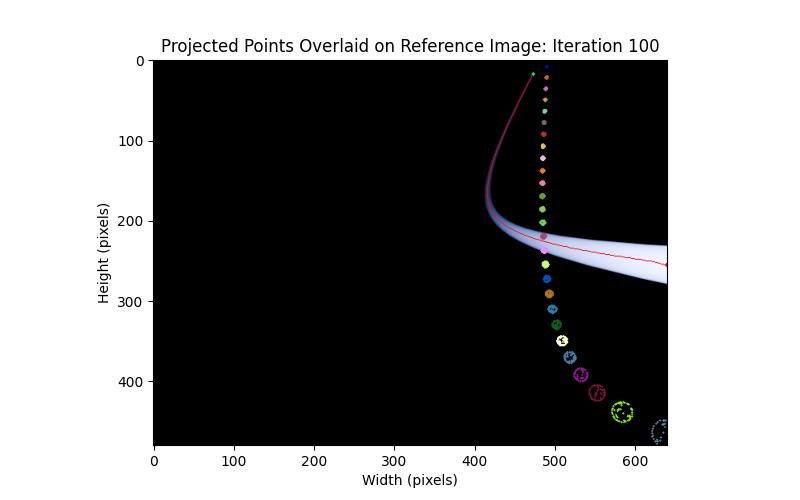 Projected Points Overlaid on Reference Image: Iteration 100
0
100
200
300
400
Height (pixels)
0 100 200 300 400 500 600
Width (pixels)